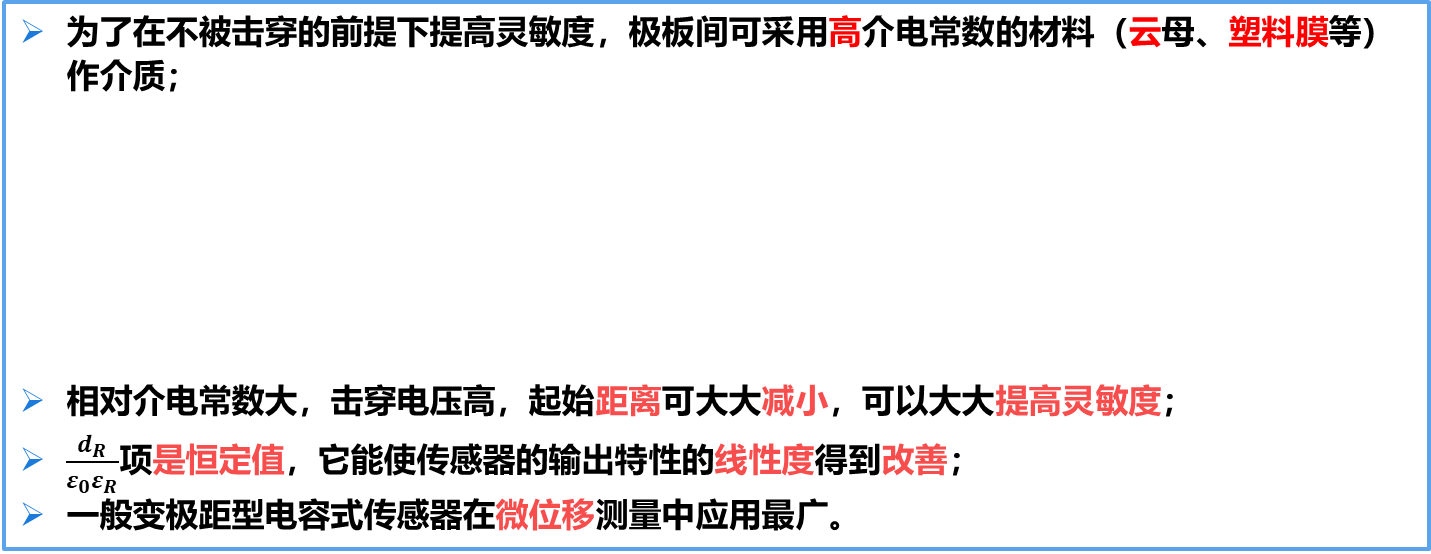 ➢ 为了在不被击穿的前提下提高灵敏度，极板间可采用高介电常数的材料（云母、塑料膜等）
作介质；
➢ 相对介电常数大，击穿电压高，起始距离可大大减小，可以大大提高灵敏度；
➢ $\frac{d_R}{\varepsilon_0 \varepsilon_R}$项是恒定值，它能使传感器的输出特性的线性度得到改善；
➢ 一般变极距型电容式传感器在微位移测量中应用最广。